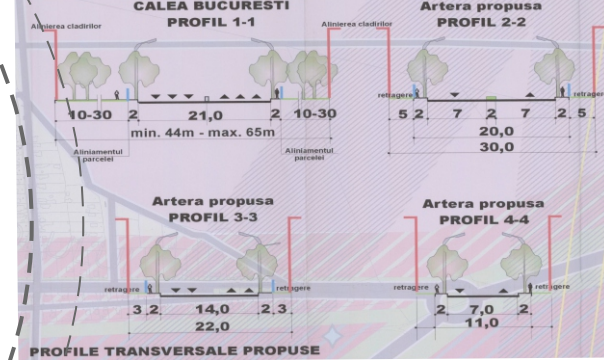 CALEA BUCURESTI
PROFIL 1-1
Alinierea cladirilor
Alinierea cladirilor
10-30 2 21,0 2 10-30
min. 44m - max. 65m
Aliniamentul
parcelei
Aliniamentul
parcelei
Artera propusa
PROFIL 2-2
retragere
retragere
5 2 7 2 7 2 5
20,0
30,0
Artera propusa
PROFIL 3-3
retragere
retragere
3 2 14,0 2 3
22,0
Artera propusa
PROFIL 4-4
retragere
retragere
2 7,0 2
11,0
PROFILE TRANSVERSALE PROPUSE